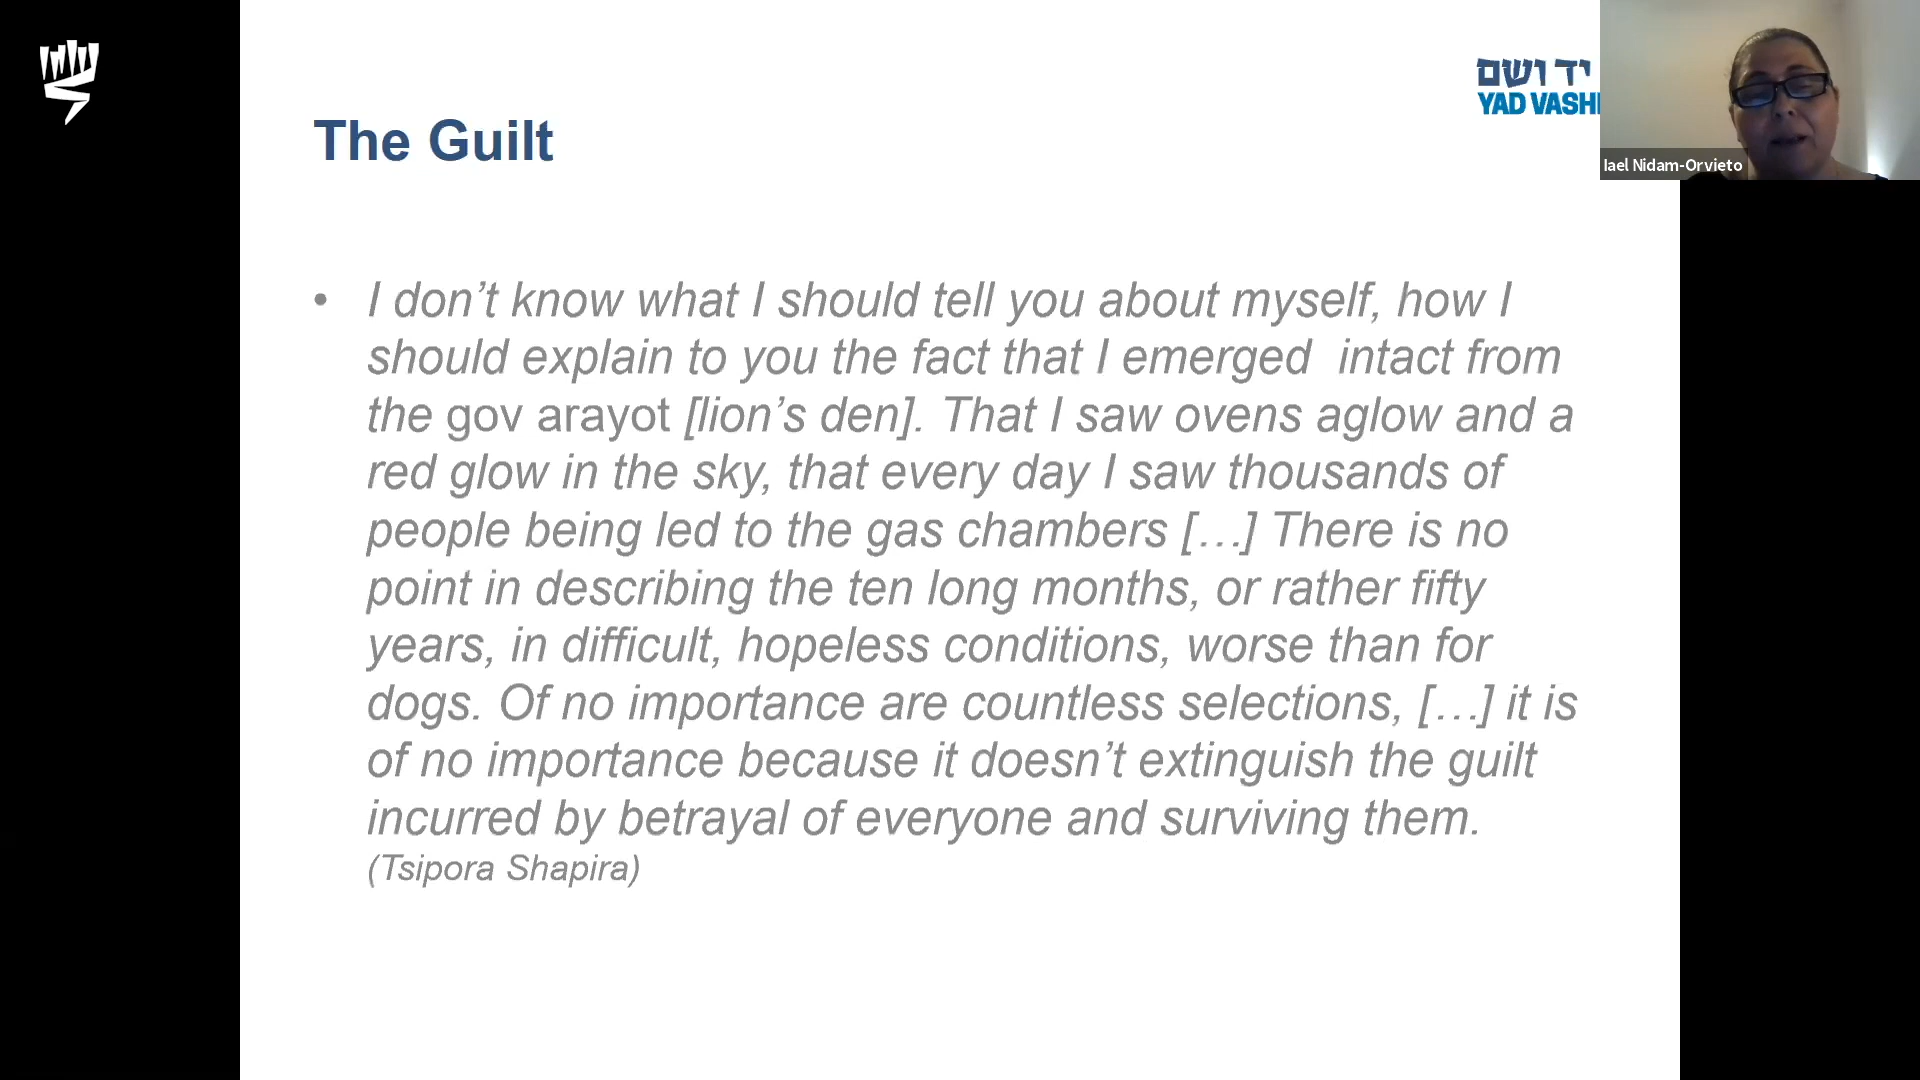 יד ושם
YAD VASH
Iael Nidam-Orvieto
The Guilt
• I don’t know what I should tell you about myself, how I
should explain to you the fact that I emerged  intact from
the gov arayot [lion’s den]. That I saw ovens aglow and a
red glow in the sky, that every day I saw thousands of
people being led to the gas chambers […] There is no
point in describing the ten long months, or rather fifty
years, in difficult, hopeless conditions, worse than for
dogs. Of no importance are countless selections, […] it is
of no importance because it doesn’t extinguish the guilt
incurred by betrayal of everyone and surviving them.
(Tsipora Shapira)